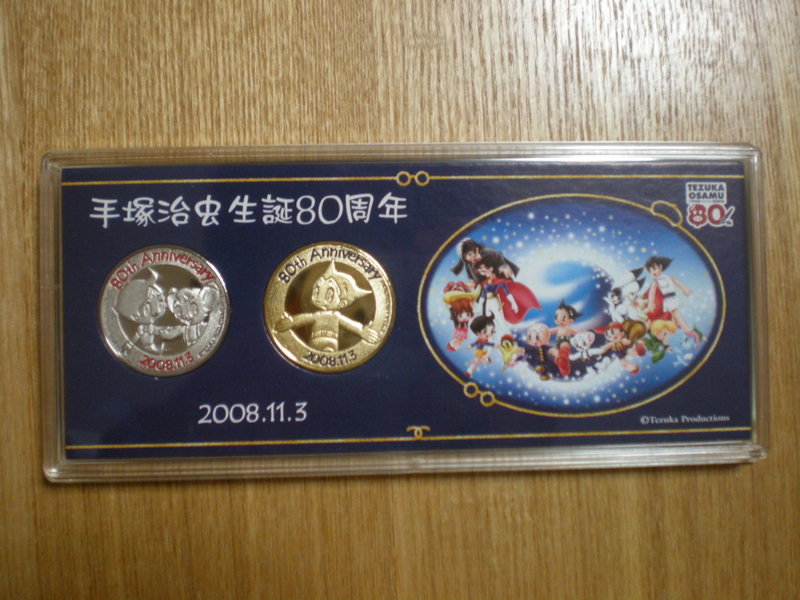 手塚治虫生誕80周年
TEZUKA
OSAMU
80th
80th Anniversary
2008.11.3
80th Anniversary
2008.11.3
2008.11.3
©Tezuka Productions